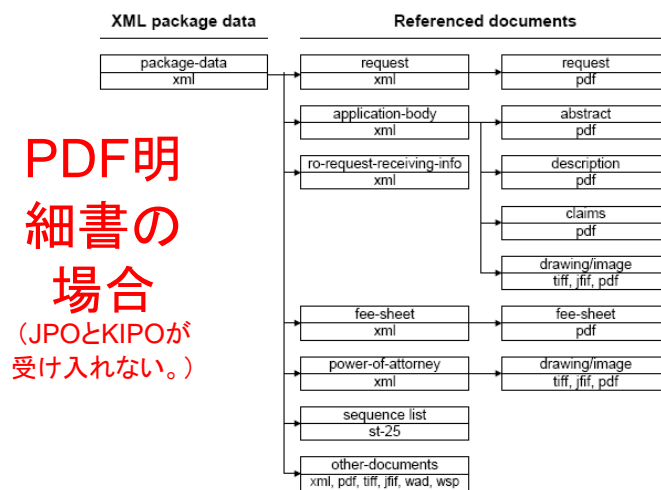 XML package data
Referenced documents
package-data
xml
request
xml
request
pdf
application-body
xml
abstract
pdf
ro-request-receiving-info
xml
description
pdf
claims
pdf
drawing/image
tiff, jfif, pdf
fee-sheet
xml
fee-sheet
pdf
power-of-attorney
xml
drawing/image
tiff, jfif, pdf
sequence list
st-25
other-documents
xml, pdf, tiff, jfif, wad, wsp
PDF明
細書の
場合
（JPOとKIPOが
受け入れない。）